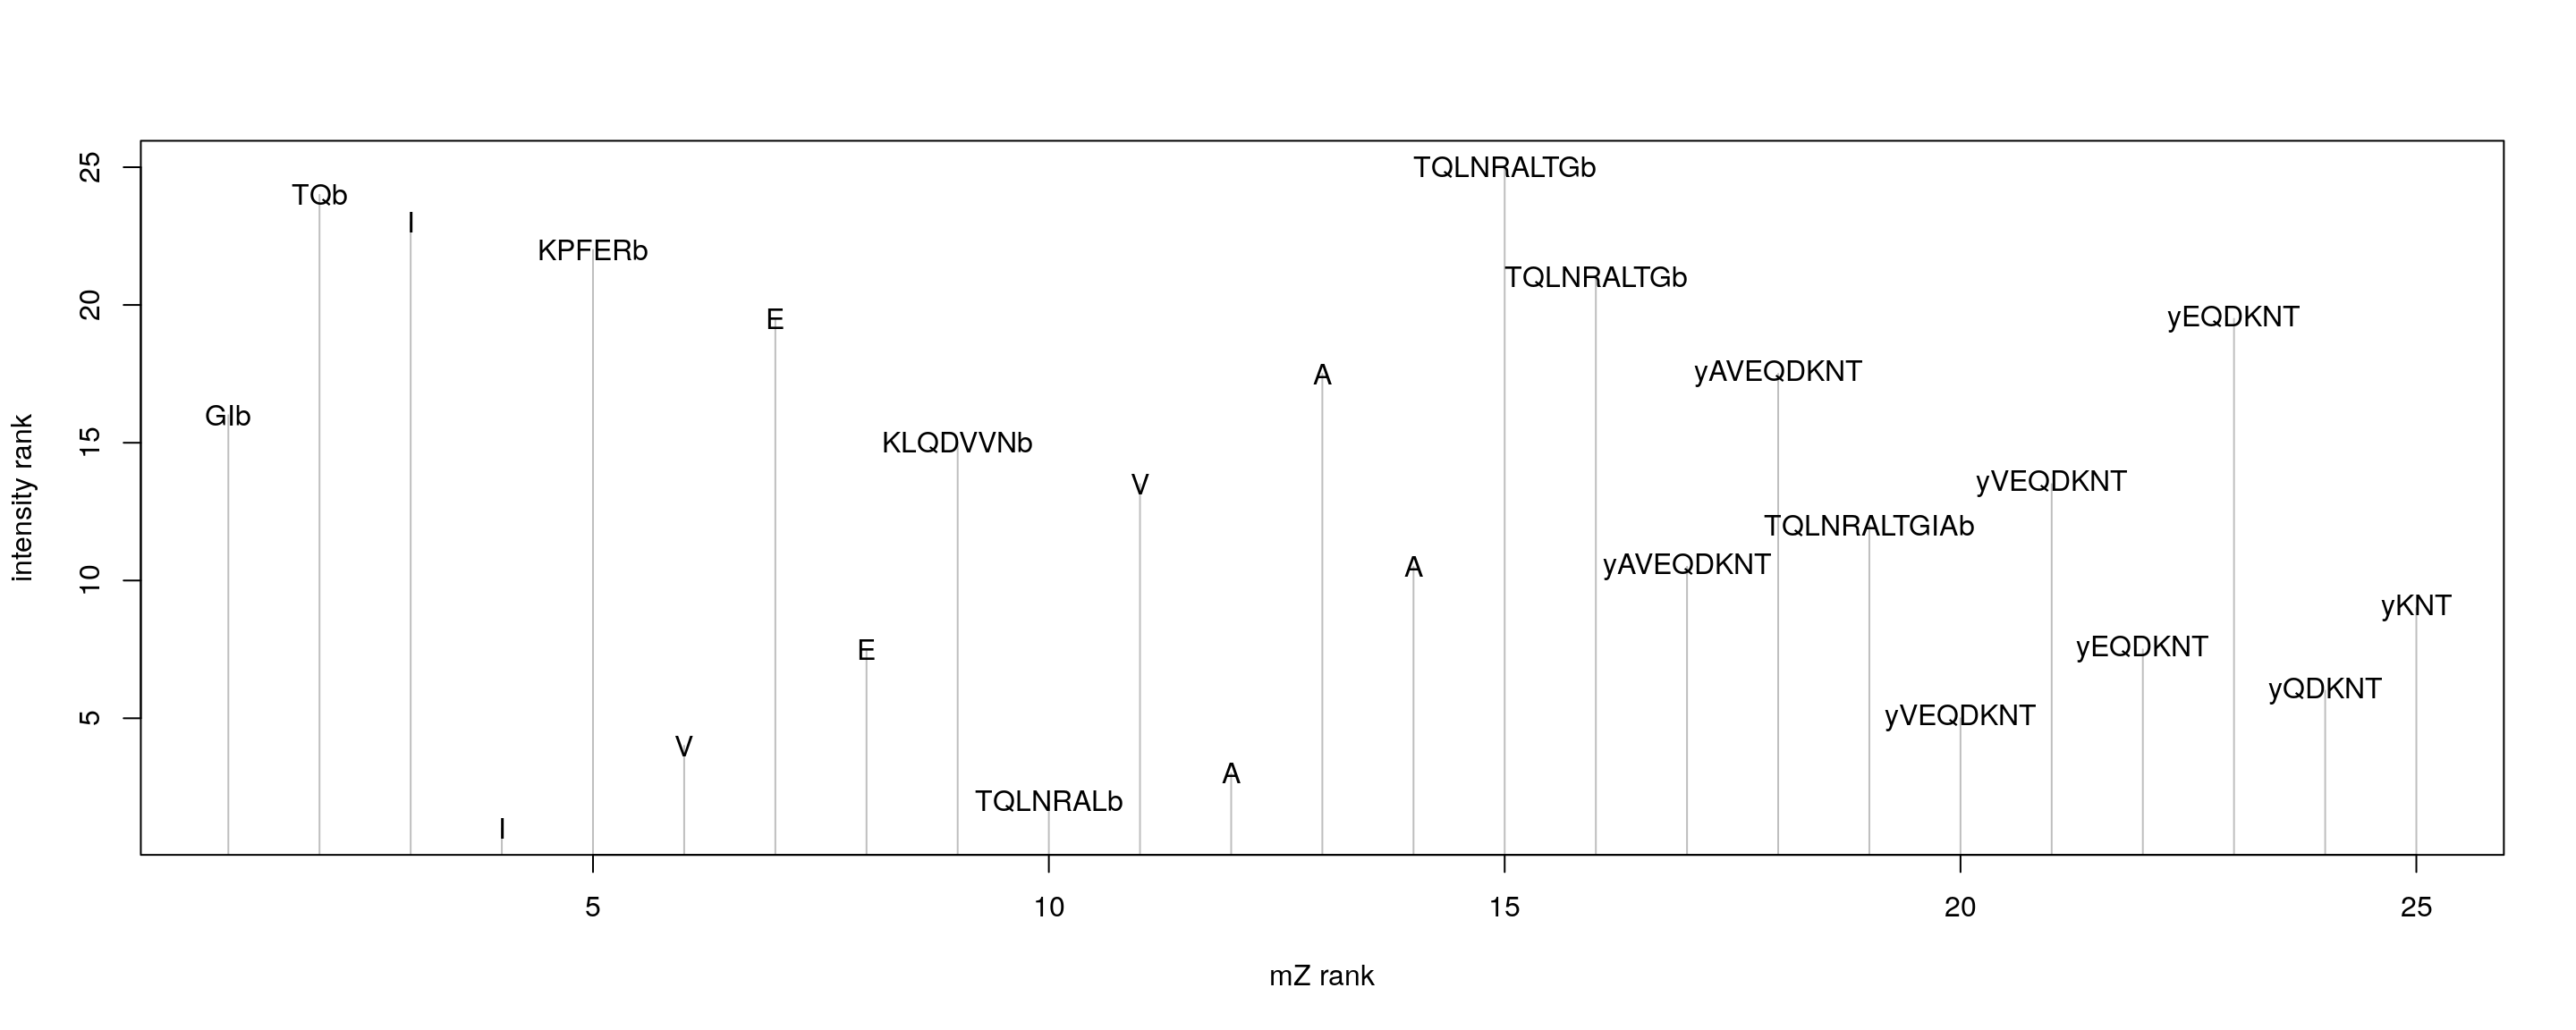 25
TQLNRALTGb
TQb
I
KPFERb
TQLNRALTGb
20
E
yEQDKNT
A
yAVEQDKNT
GIb
15
KLQDVVNb
V
yVEQDKNT
TQLNRALTGIAb
10
A
yAVEQDKNT
yKNT
E
yEQDKNT
yQDKNT
5
V
yVEQDKNT
A
TQLNRALb
I
intensity rank
5 10 15 20 25
mZ rank